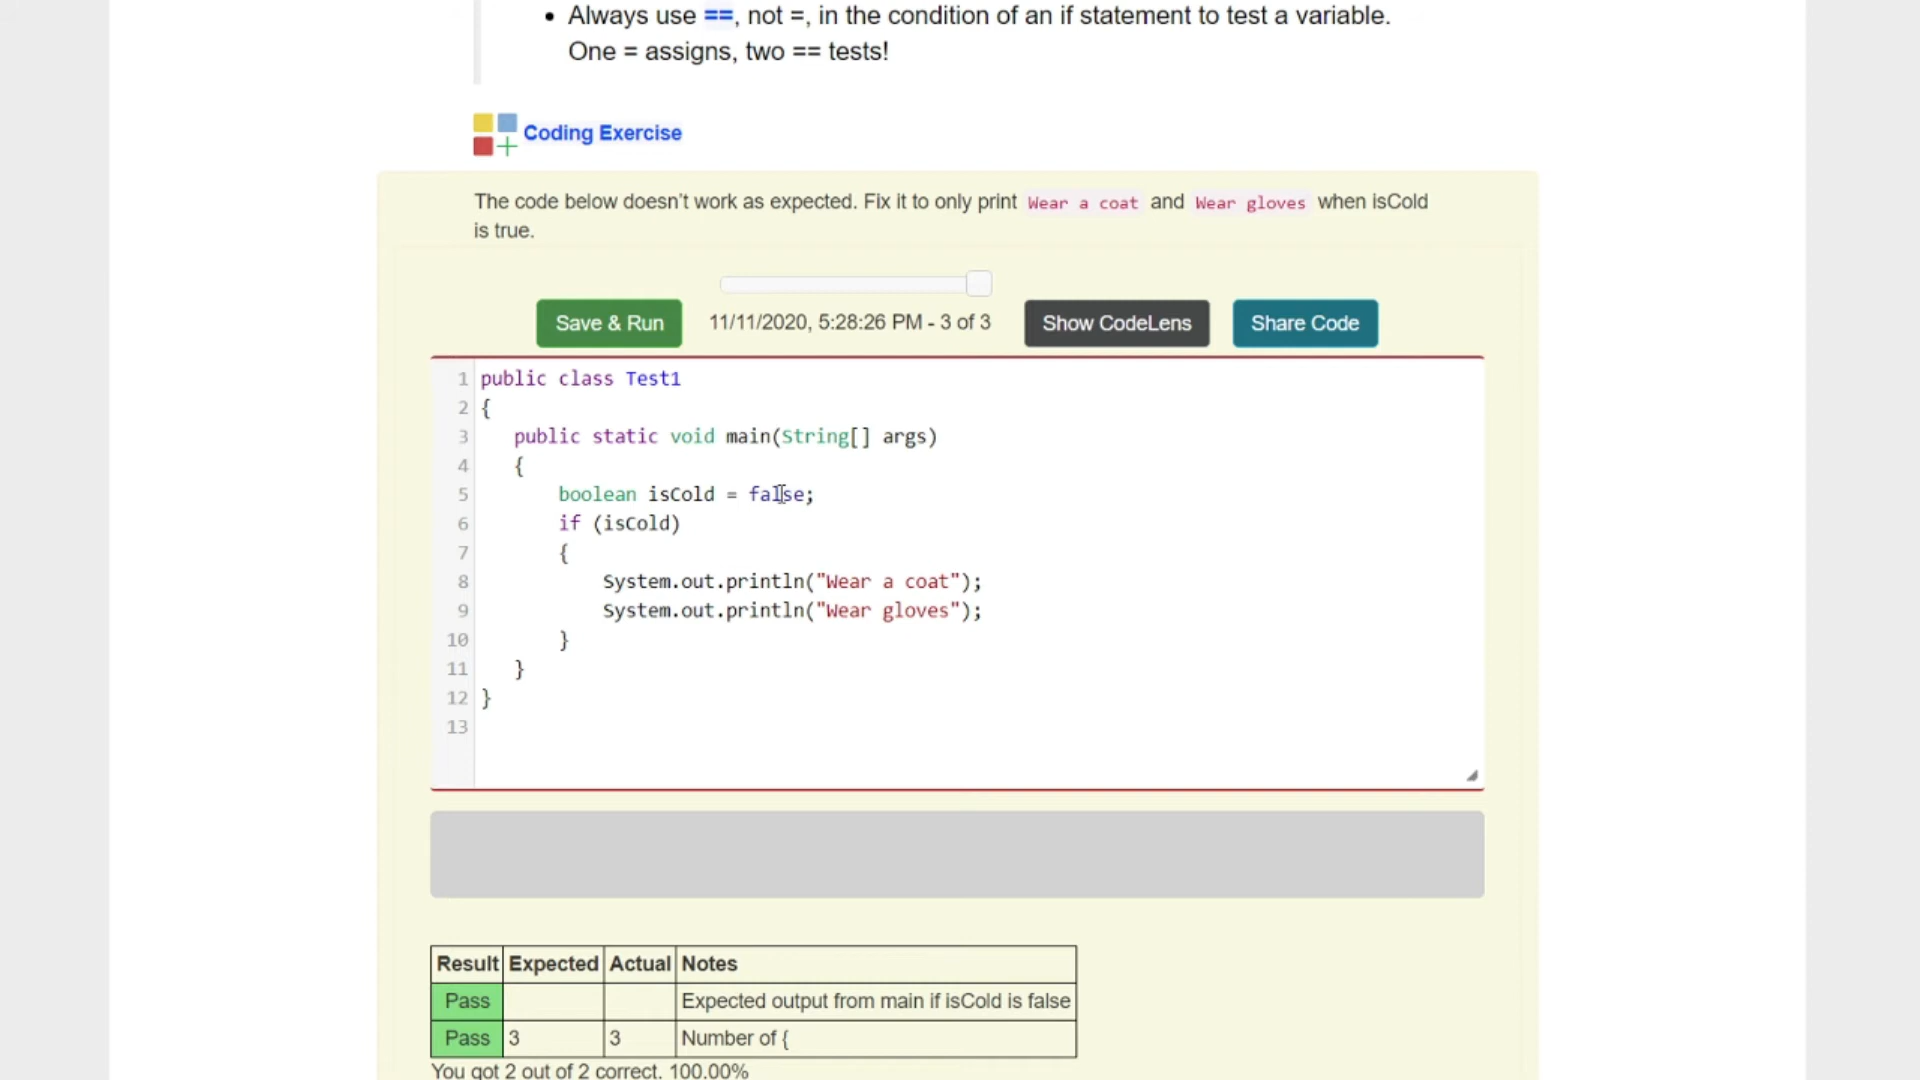 • Always use ==, not =, in the condition of an if statement to test a variable.
One = assigns, two == tests!
Coding Exercise
The code below doesn't work as expected. Fix it to only print Wear a coat and Wear gloves when isCold
is true.
Save & Run 11/11/2020, 5:28:26 PM - 3 of 3 Show CodeLens Share Code
1 public class Test1
2 {
3 public static void main(String[] args)
4 {
5 boolean isCold = false;
6 if (isCold)
7 {
8 System.out.println("Wear a coat");
9 System.out.println("Wear gloves");
10 }
11 }
12 }
13
Result Expected Actual Notes
Pass Expected output from main if isCold is false
Pass 3 3 Number of {
You got 2 out of 2 correct. 100.00%